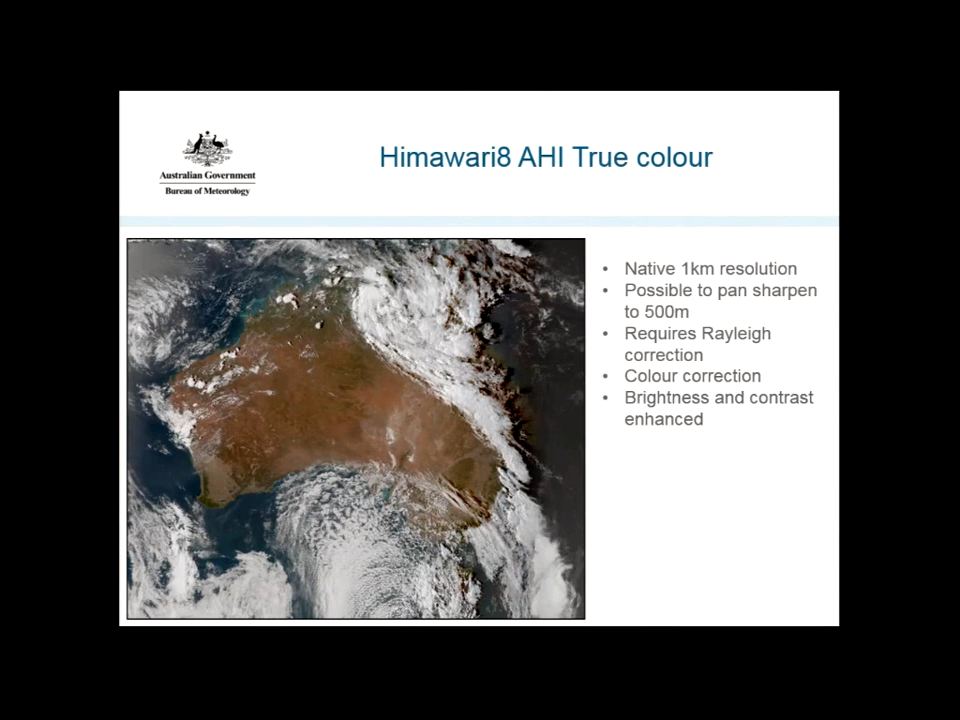 Australian Government
Bureau of Meteorology
Himawari8 AHI True colour
• Native 1km resolution
• Possible to pan sharpen
to 500m
• Requires Rayleigh
correction
• Colour correction
• Brightness and contrast
enhanced